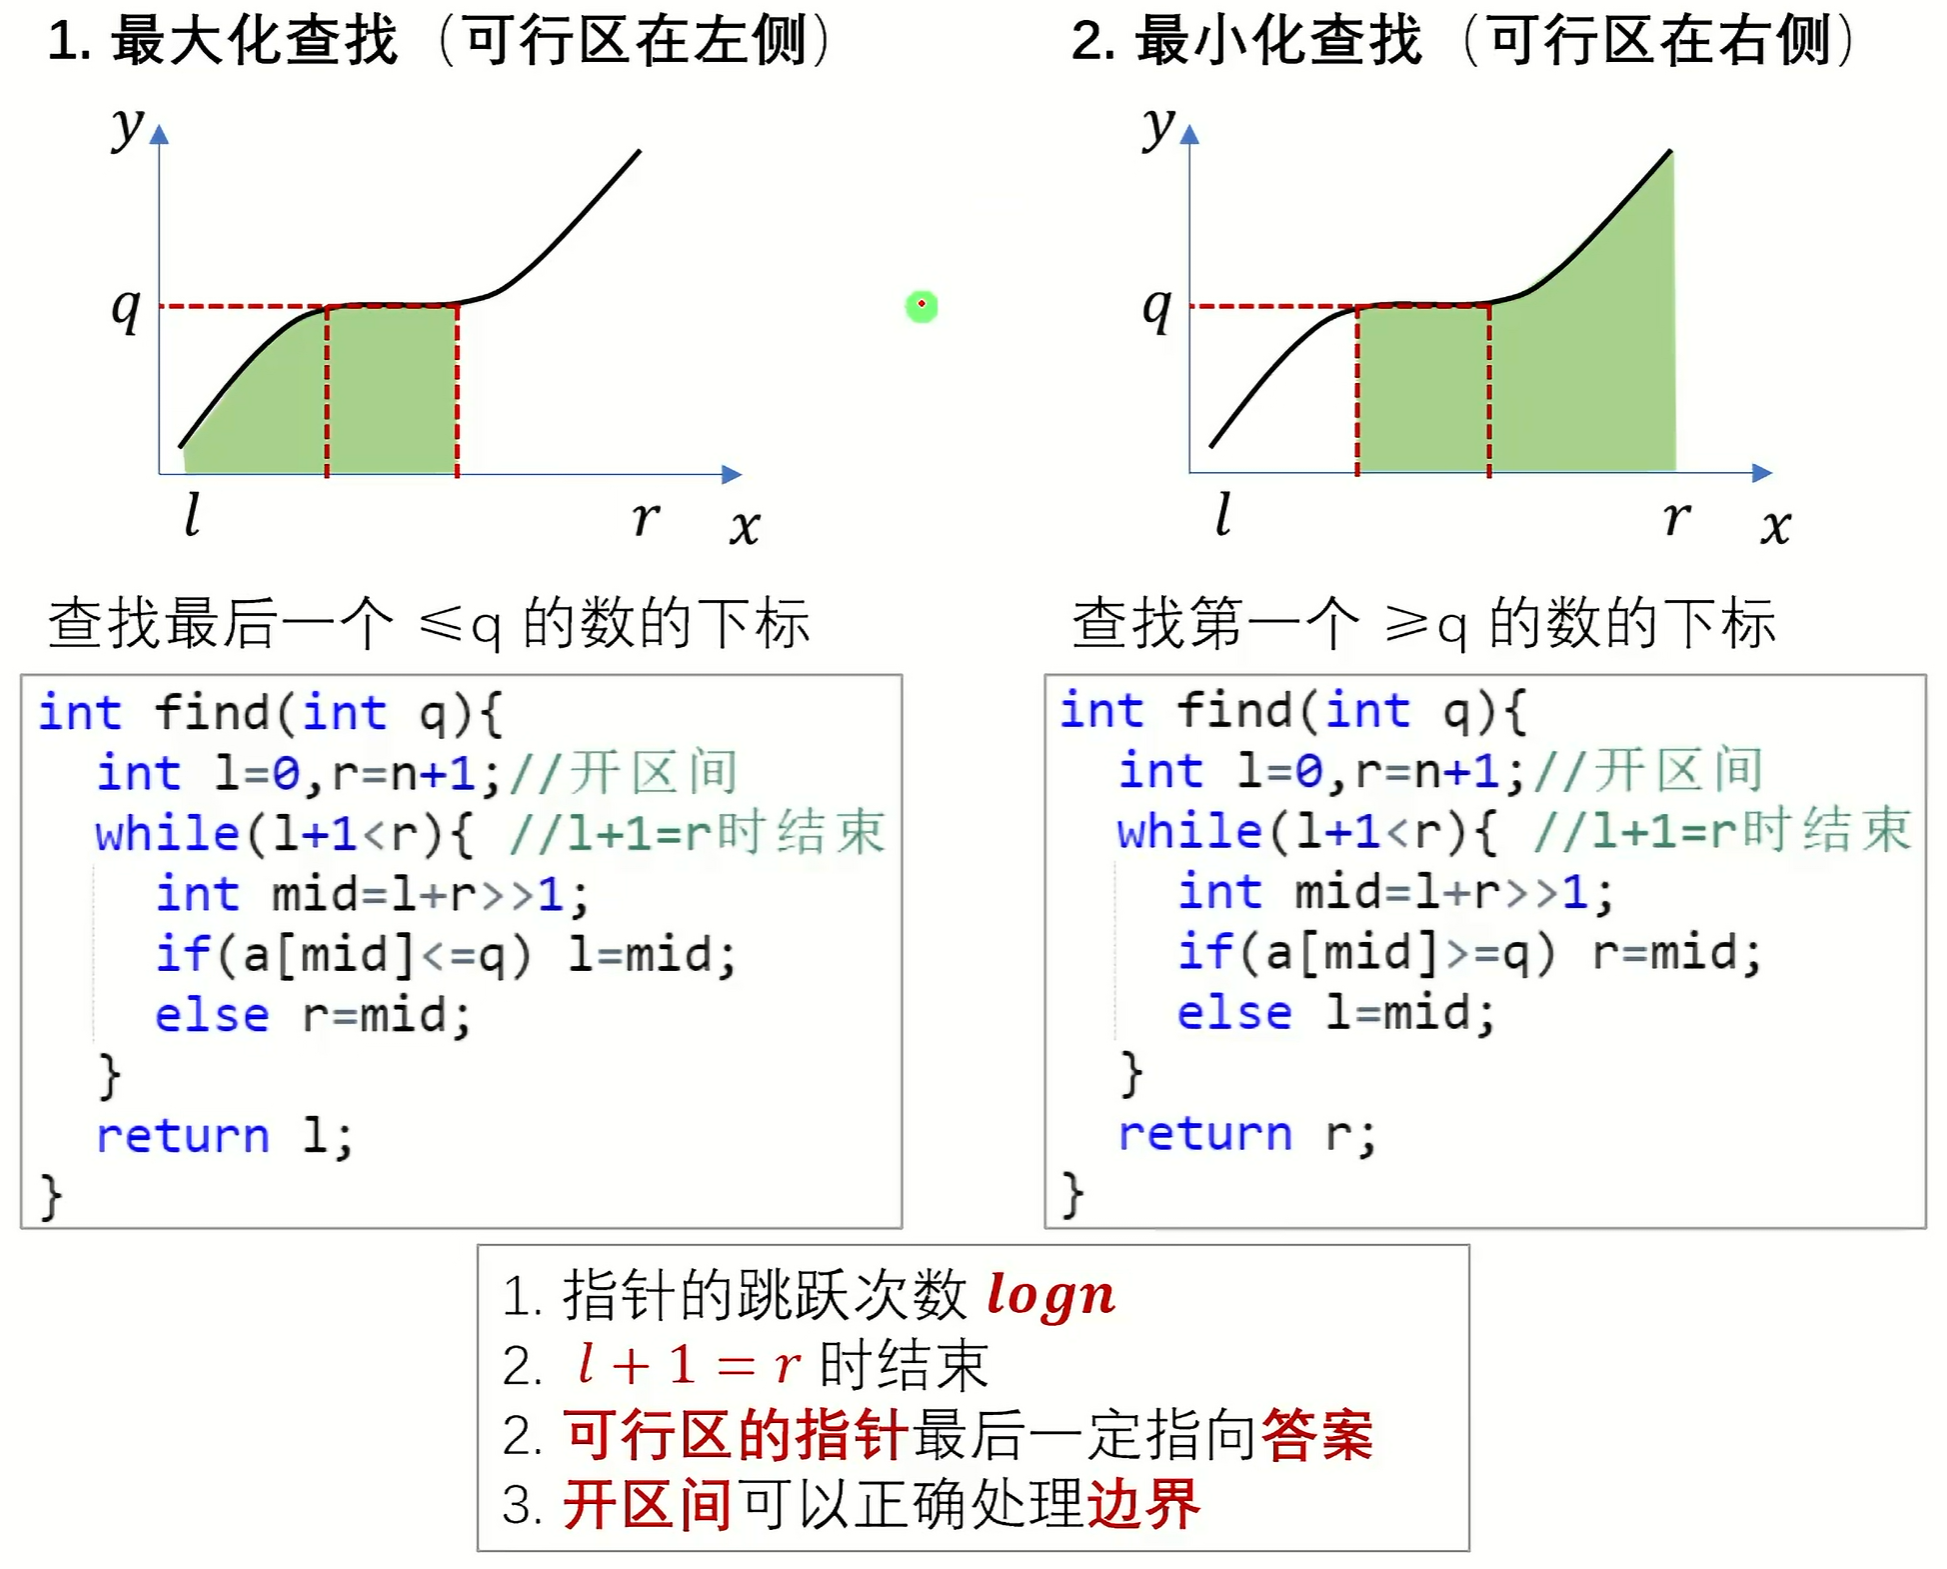 1. 最大化查找（可行区在左侧）
y
q
l
r
x
查找最后一个 ⩽q 的数的下标
int find(int q){
  int l=0,r=n+1;//开区间
  while(l+1<r){ //l+1=r时结束
    int mid=l+r>>1;
    if(a[mid]<=q) l=mid;
    else r=mid;
  }
  return l;
}
2. 最小化查找（可行区在右侧）
y
q
l
r
x
查找第一个 ⩾q 的数的下标
int find(int q){
  int l=0,r=n+1;//开区间
  while(l+1<r){ //l+1=r时结束
    int mid=l+r>>1;
    if(a[mid]>=q) r=mid;
    else l=mid;
  }
  return r;
}
1. 指针的跳跃次数 logn
2. l + 1 = r 时结束
2. 可行区的指针最后一定指向答案
3. 开区间可以正确处理边界